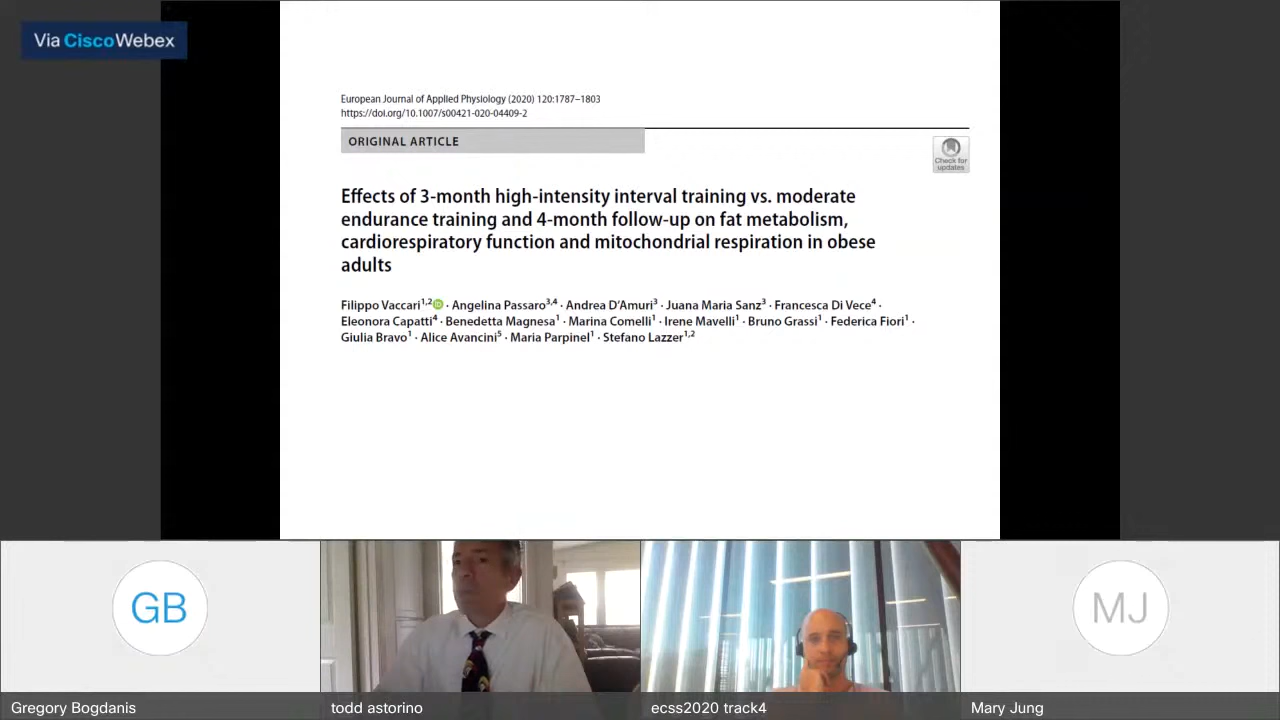 Via CiscoWebex
European Journal of Applied Physiology (2020) 120:1787–1803
https://doi.org/10.1007/s00421-020-04409-2
ORIGINAL ARTICLE
Check for
updates
Effects of 3-month high-intensity interval training vs. moderate
endurance training and 4-month follow-up on fat metabolism,
cardiorespiratory function and mitochondrial respiration in obese
adults
Filippo Vaccari1,2 · Angelina Passaro3,4 · Andrea D’Amuri3 · Juana Maria Sanz3 · Francesca Di Vece4 ·
Eleonora Capatti4 · Benedetta Magnesa1 · Marina Comelli1 · Irene Mavelli1 · Bruno Grassi1 · Federica Fiori1 ·
Giulia Bravo1 · Alice Avancini5 · Maria Parpinel1 · Stefano Lazzer1,2
GB
MJ
Gregory Bogdanis
todd astorino
ecss2020 track4
Mary Jung